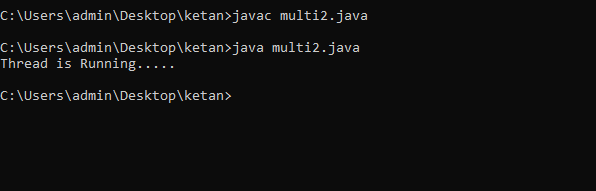 C:\Users\admin\Desktop\ketan>javac multi2.java
C:\Users\admin\Desktop\ketan>java multi2.java
Thread is Running.....
C:\Users\admin\Desktop\ketan>